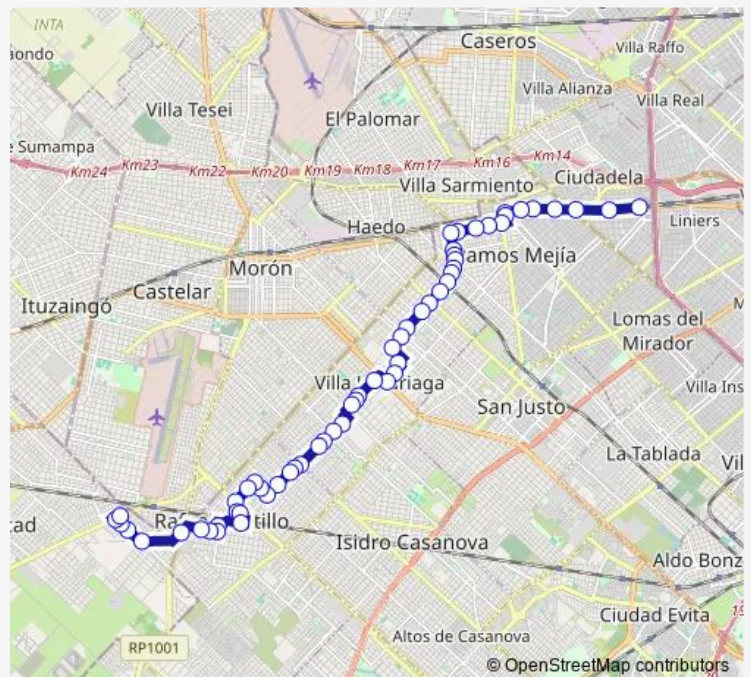 INTA
Caseros
Villa Raffo
Villa Alianza
Villa Real
Villa Tesei
El Palomar
Sumampa
Km24
Km23
Km22
Km20
Km19
Km18
Km17
Km16
Km14
Villa Sarmiento
Ciudadela
Liniers
Haedo
amos Mejía
Morón
Castelar
Ituzaingó
Lomas del
Mirador
Villa Ins
San Justo
La Tablada
Isidro Casanova
Aldo Bonz
Ciudad Evita
Altos de Casanova
RP1001
© OpenStreetMap contributors